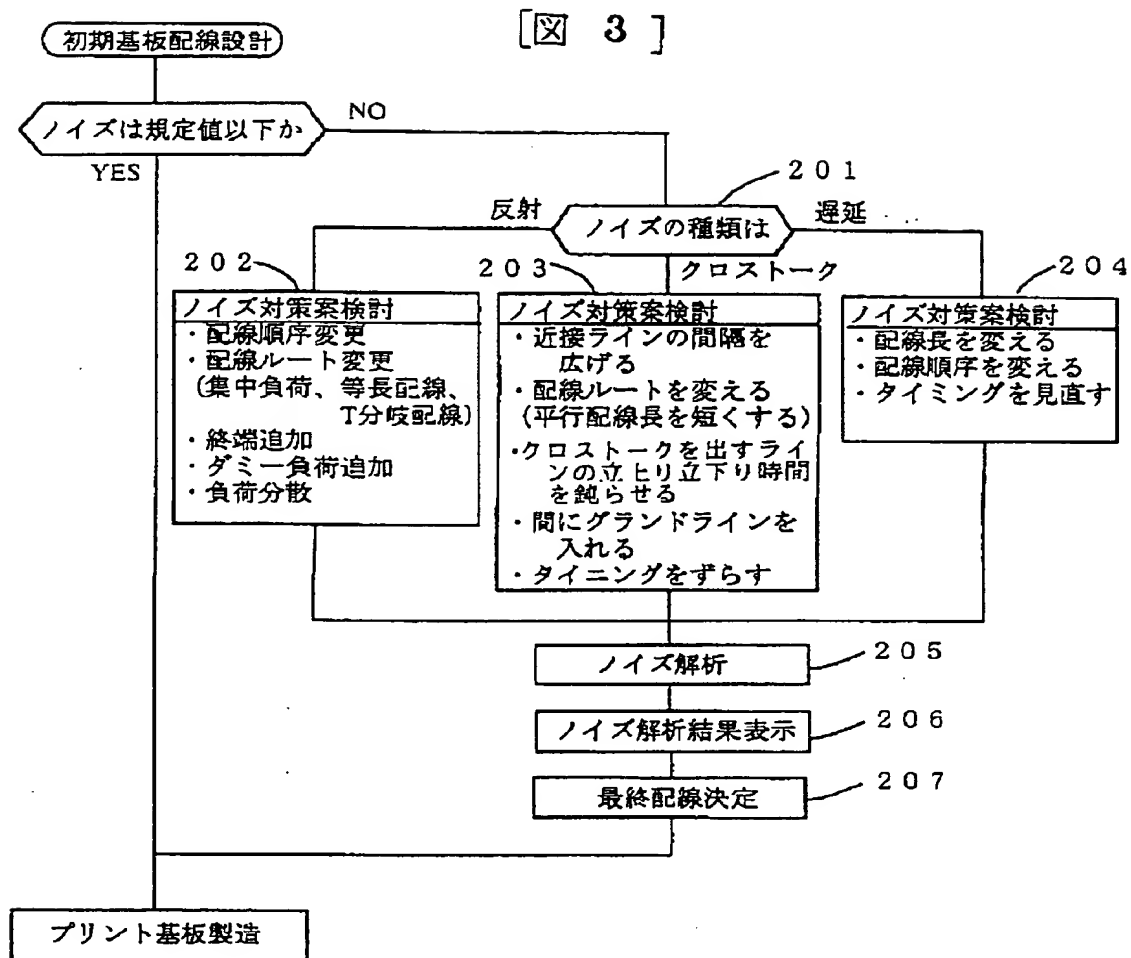 [図 3]
初期基板配線設計
ノイズは規定値以下か
NO
YES
201
ノイズの種類は
反射
遅延
クロストーク
202
ノイズ対策案検討
・配線順序変更
・配線ルート変更
(集中負荷、等長配線、
T分岐配線)
・終端追加
・ダミー負荷追加
・負荷分散
203
ノイズ対策案検討
・近接ラインの間隔を
広げる
・配線ルートを変える
(平行配線長を短くする)
・クロストークを出すライ
ンの立上り立下り時間
を鈍らせる
・間にグランドラインを
入れる
・タイニングをずらす
204
ノイズ対策案検討
・配線長を変える
・配線順序を変える
・タイミングを見直す
ノイズ解析
205
ノイズ解析結果表示
206
最終配線決定
207
プリント基板製造